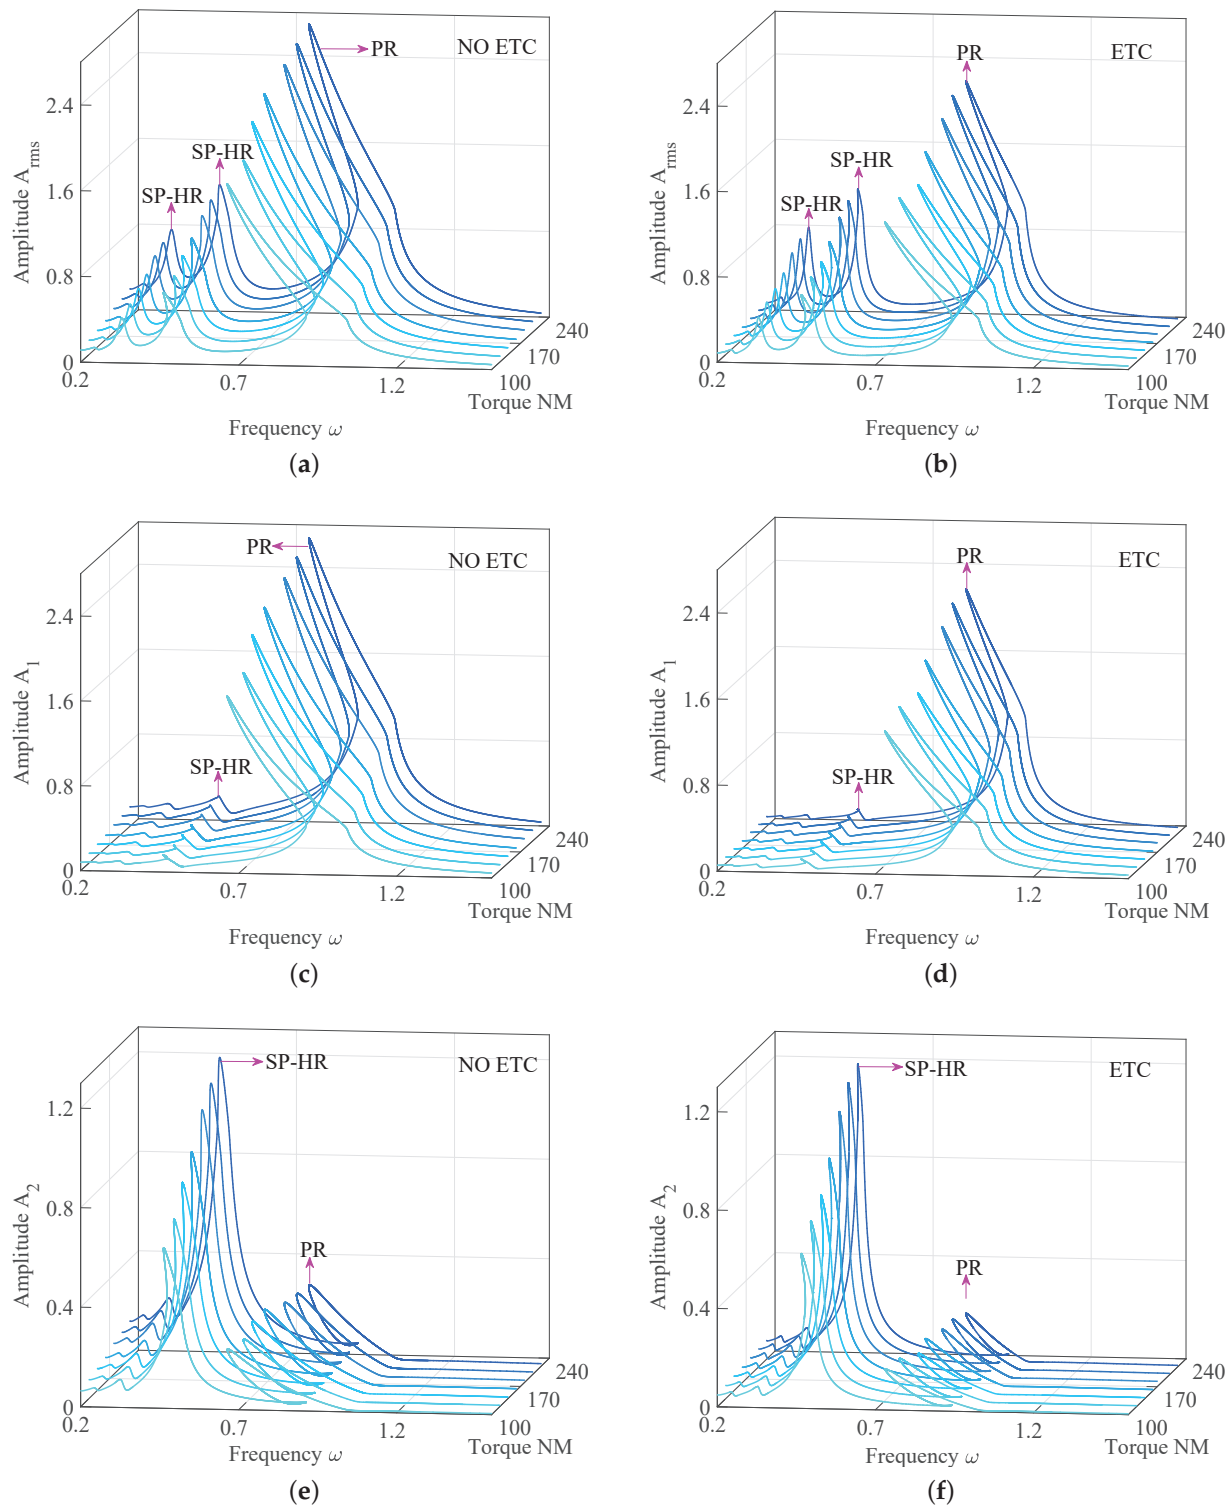 NO ETC
PR
SP-HR
SP-HR
2.4
1.6
0.8
0
Amplitude A_rms
0.2
0.7
1.2
Frequency ω
100
170
240
Torque NM
(a)
ETC
PR
SP-HR
SP-HR
2.4
1.6
0.8
0
Amplitude A_rms
0.2
0.7
1.2
Frequency ω
100
170
240
Torque NM
(b)
PR
NO ETC
SP-HR
2.4
1.6
0.8
0
Amplitude A_1
0.2
0.7
1.2
Frequency ω
100
170
240
Torque NM
(c)
PR
ETC
SP-HR
2.4
1.6
0.8
0
Amplitude A_1
0.2
0.7
1.2
Frequency ω
100
170
240
Torque NM
(d)
SP-HR
NO ETC
PR
1.2
0.8
0.4
0
Amplitude A_2
0.2
0.7
1.2
Frequency ω
100
170
240
Torque NM
(e)
SP-HR
ETC
PR
1.2
0.8
0.4
0
Amplitude A_2
0.2
0.7
1.2
Frequency ω
100
170
240
Torque NM
(f)